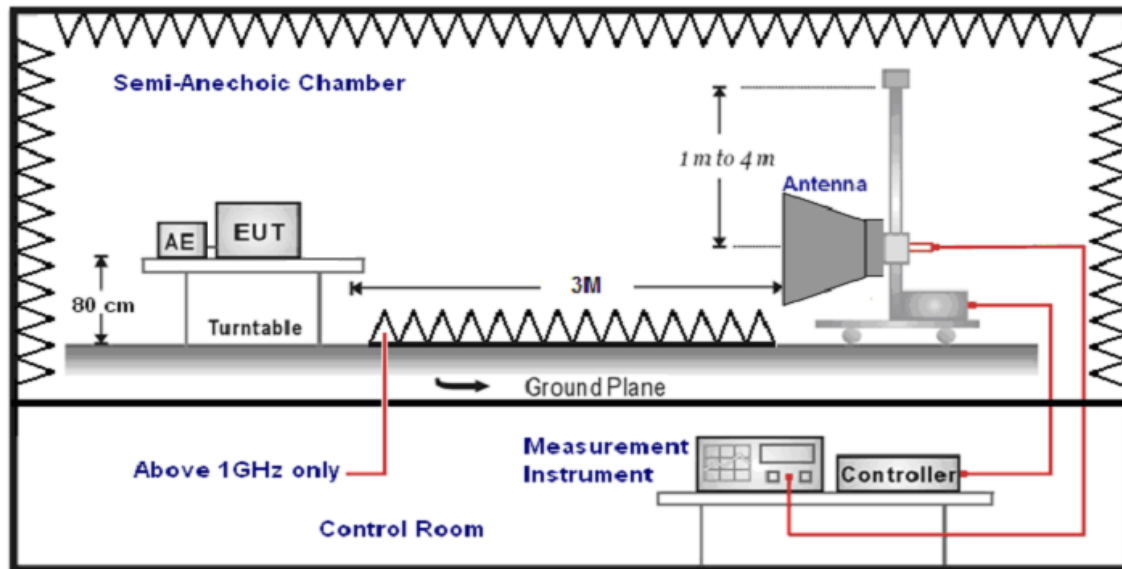 Semi-Anechoic Chamber
1 m to 4 m
Antenna
AE
EUT
80 cm
3M
Turntable
Ground Plane
Above 1GHz only
Measurement
Instrument
Controller
Control Room